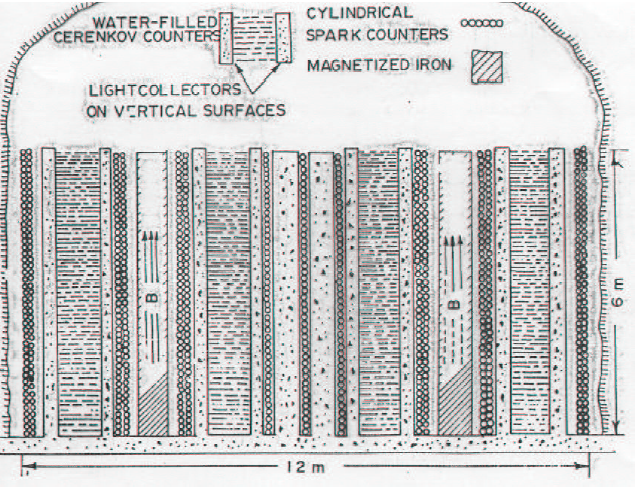 WATER-FILLED
CERENKOV COUNTERS
CYLINDRICAL
SPARK COUNTERS
MAGNETIZED IRON
LIGHTCOLLECTORS
ON VERTICAL SURFACES
B
B
6 m
12 m